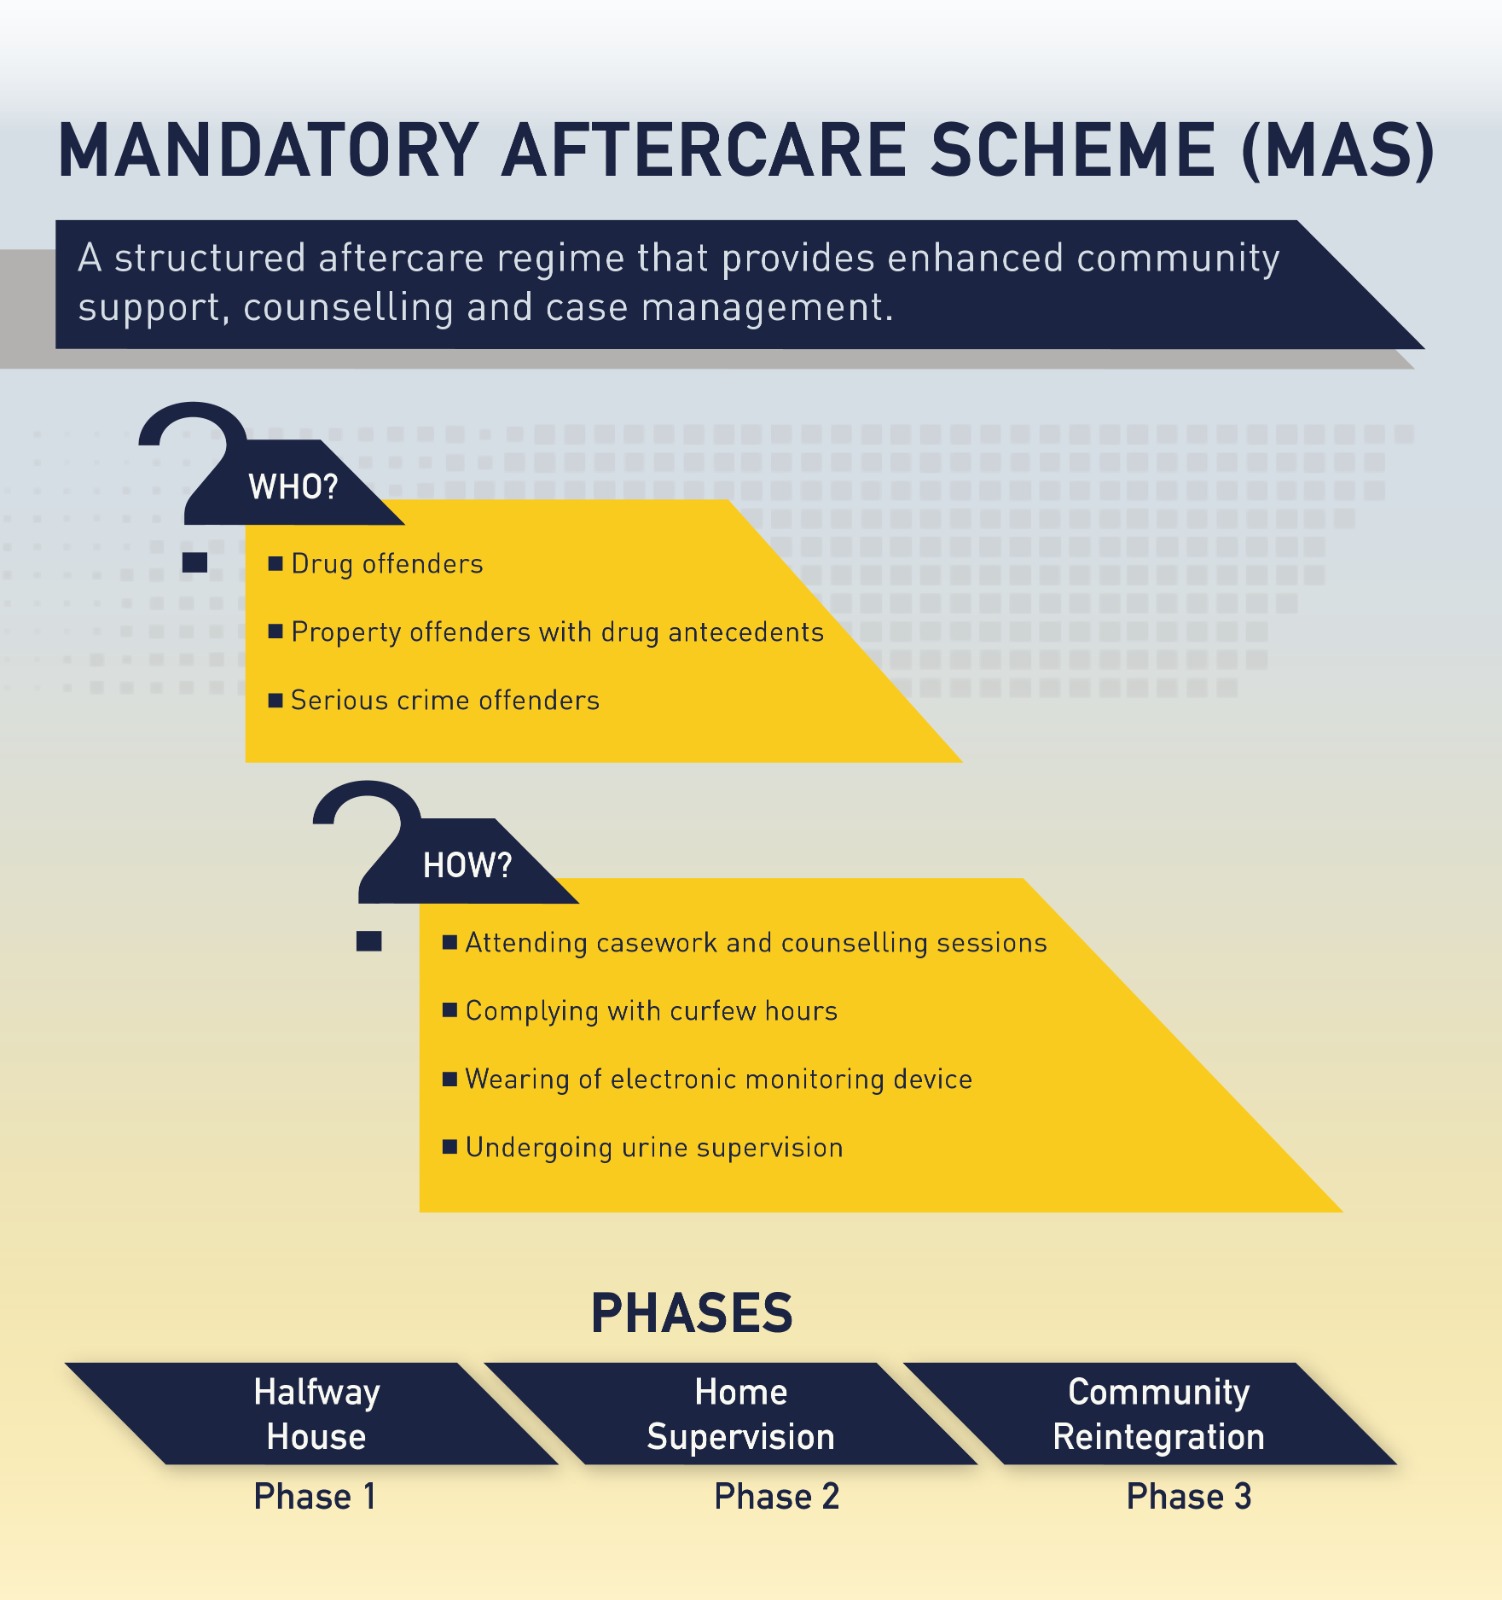 MANDATORY AFTERCARE SCHEME (MAS)
A structured aftercare regime that provides enhanced community
support, counselling and case management.
WHO?
Drug offenders
Property offenders with drug antecedents
Serious crime offenders
HOW?
Attending casework and counselling sessions
Complying with curfew hours
Wearing of electronic monitoring device
Undergoing urine supervision
PHASES
Halfway
House
Phase 1
Home
Supervision
Phase 2
Community
Reintegration
Phase 3